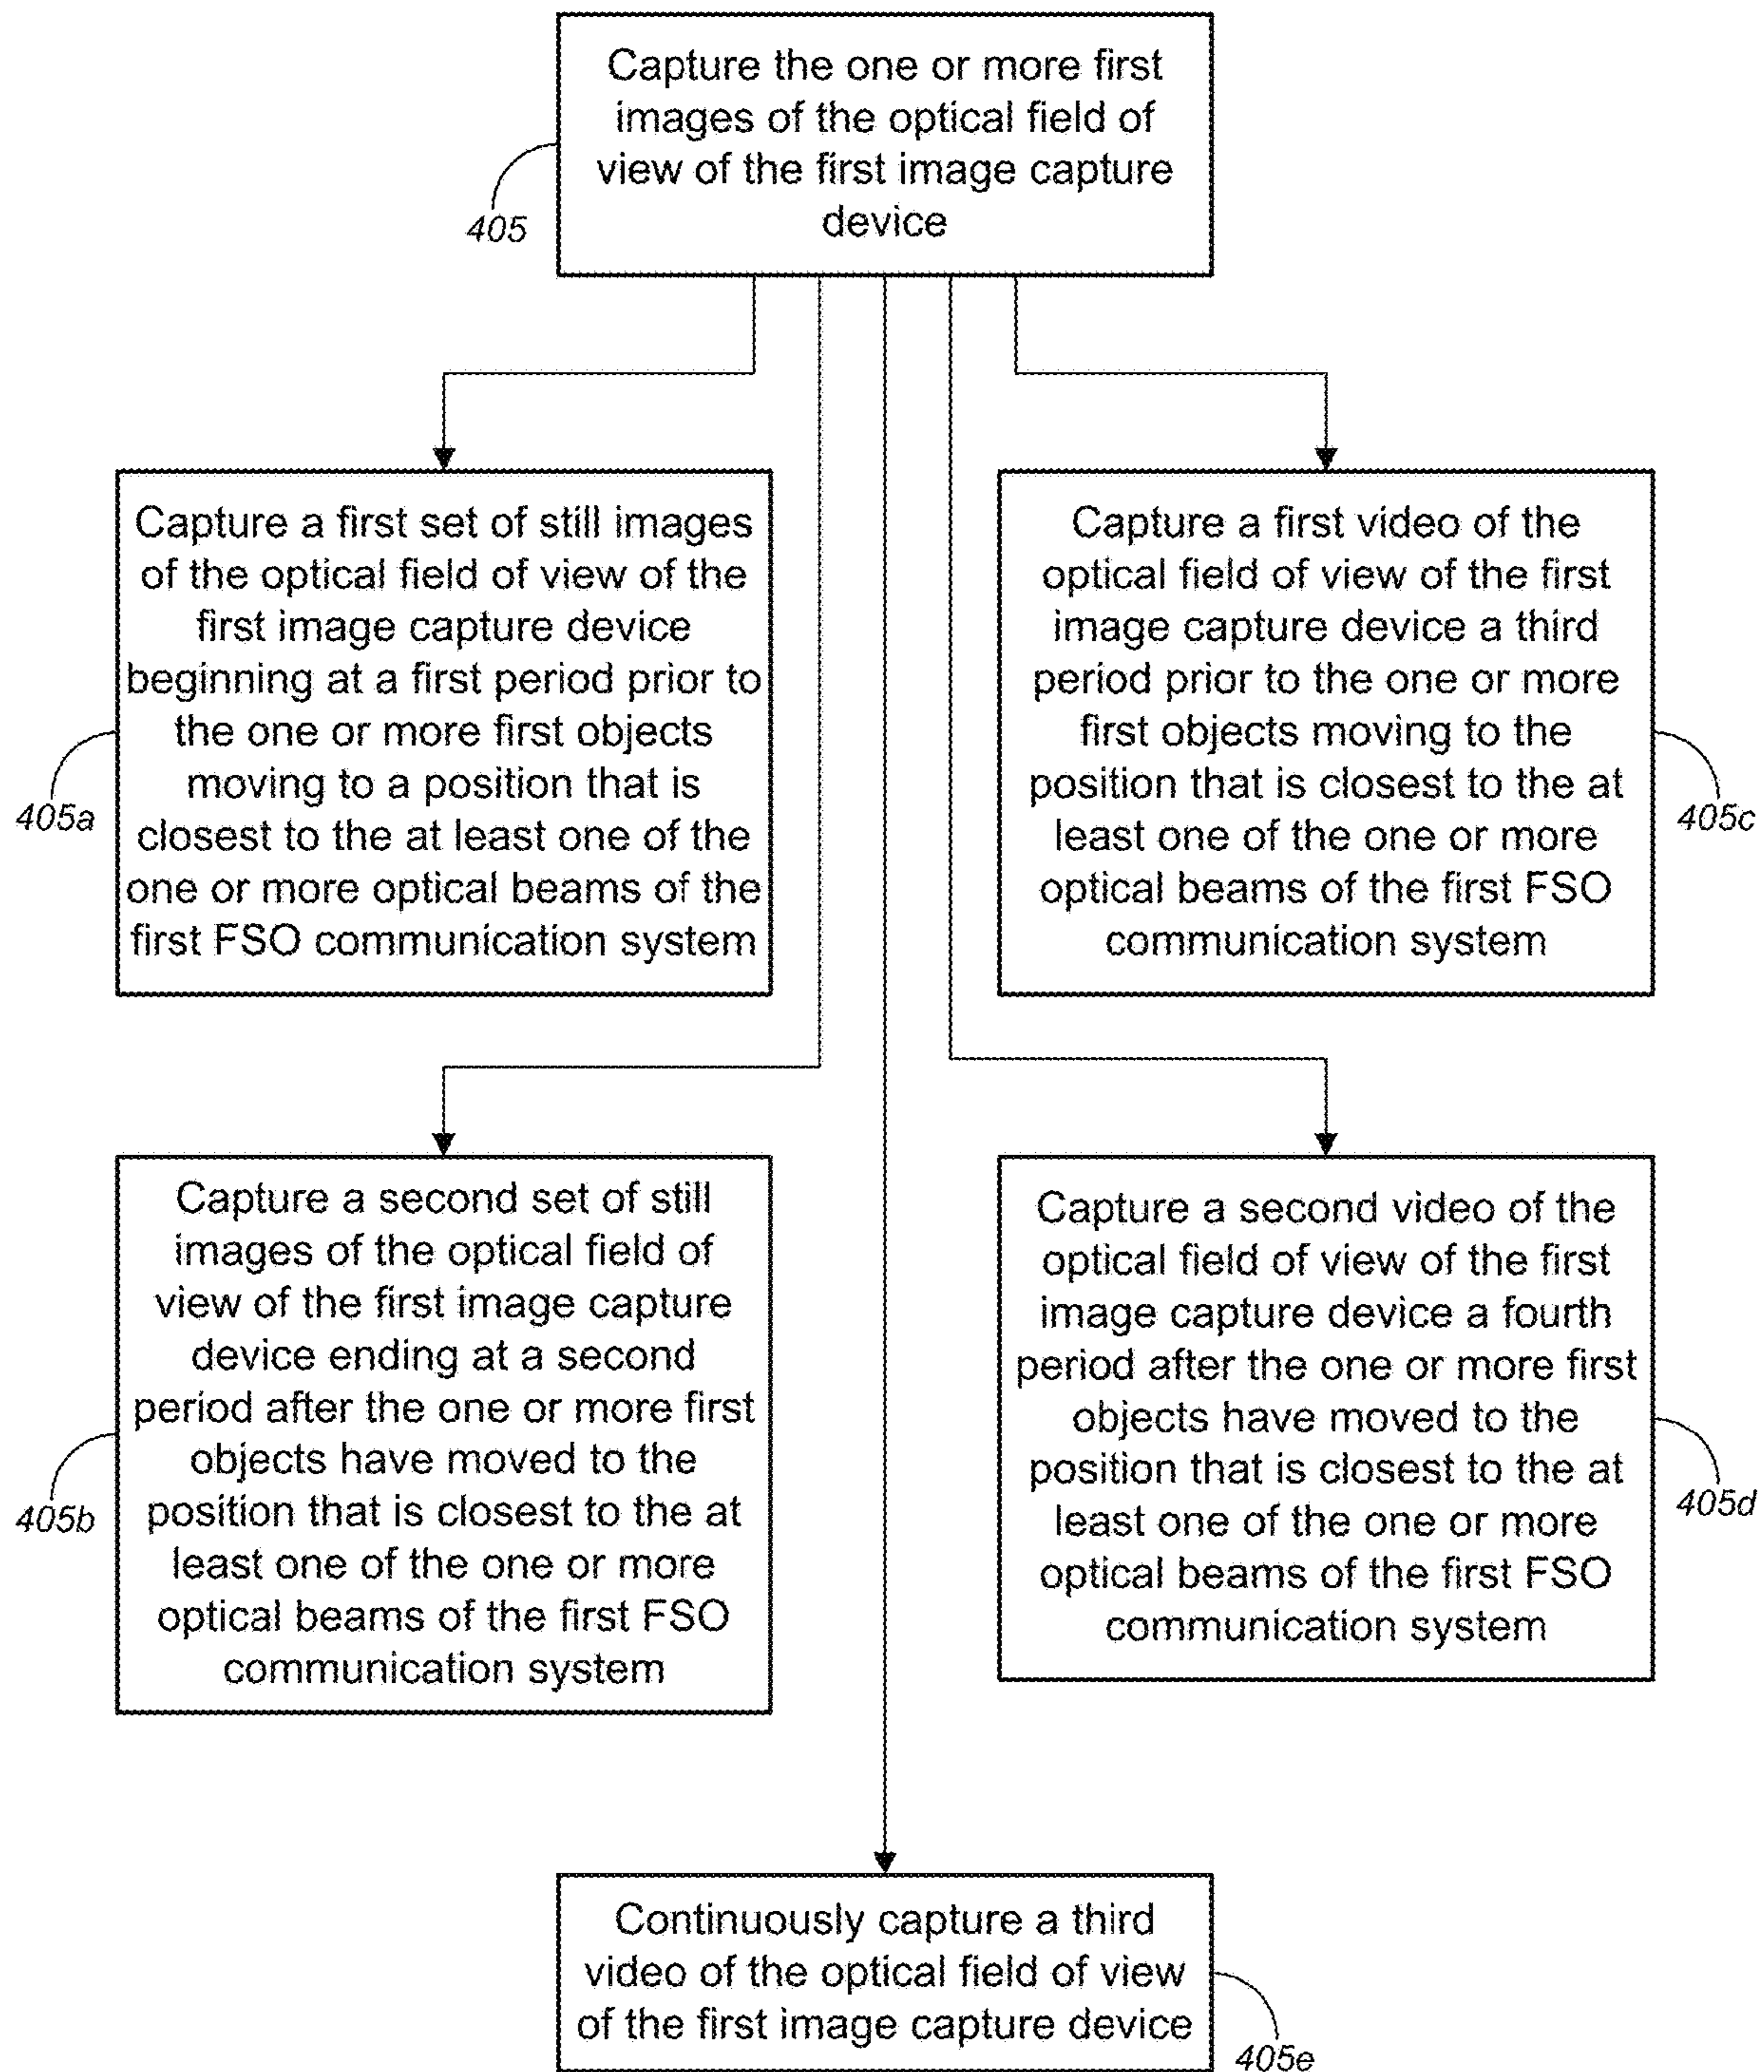 Capture the one or more first
images of the optical field of
view of the first image capture
device
405
Capture a first set of still images
of the optical field of view of the
first image capture device
beginning at a first period prior to
the one or more first objects
moving to a position that is
closest to the at least one of the
one or more optical beams of the
first FSO communication system
405a
Capture a first video of the
optical field of view of the first
image capture device a third
period prior to the one or more
first objects moving to the
position that is closest to the at
least one of the one or more
optical beams of the first FSO
communication system
405c
Capture a second set of still
images of the optical field of
view of the first image capture
device ending at a second
period after the one or more first
objects have moved to the
position that is closest to the at
least one of the one or more
optical beams of the first FSO
communication system
405b
Capture a second video of the
optical field of view of the first
image capture device a fourth
period after the one or more first
objects have moved to the
position that is closest to the at
least one of the one or more
optical beams of the first FSO
communication system
405d
Continuously capture a third
video of the optical field of view
of the first image capture device
405e